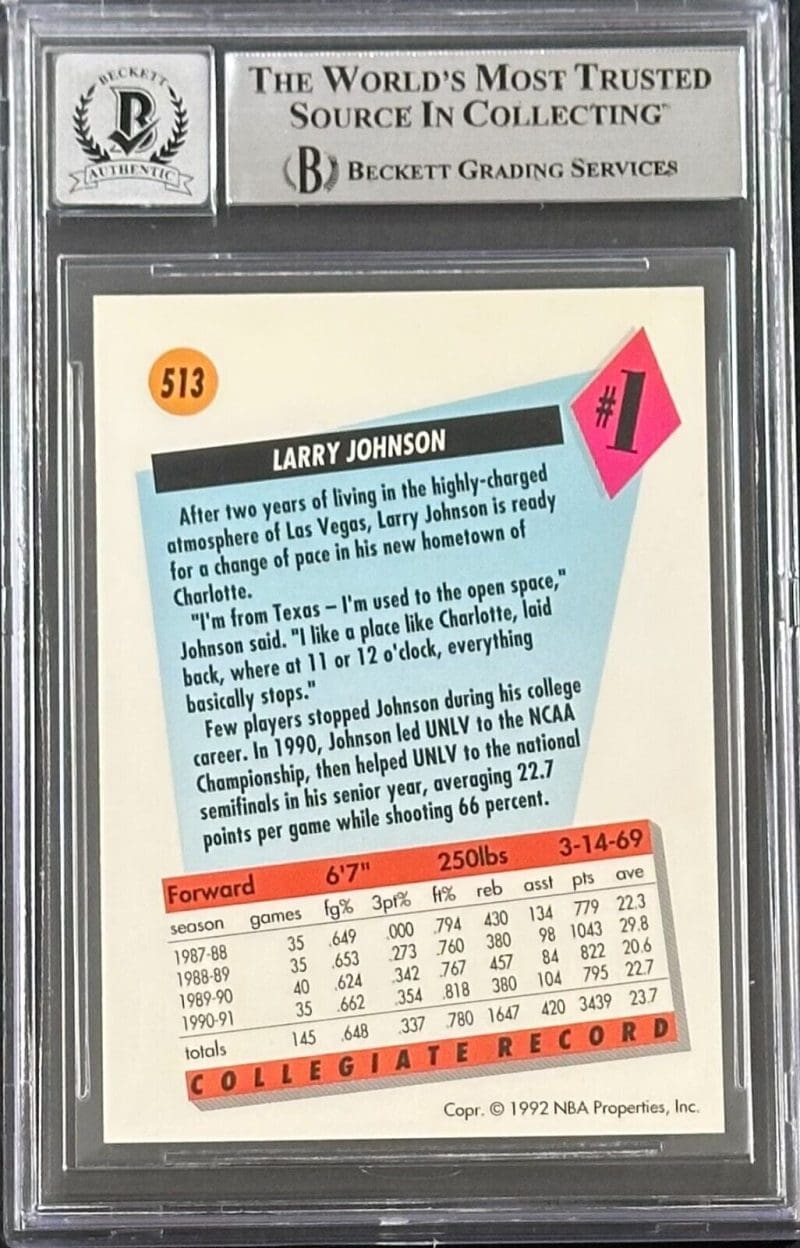 BECKETT
B
AUTHENTIC
THE WORLD'S MOST TRUSTED
SOURCE IN COLLECTING™
(B) BECKETT GRADING SERVICES
513
#1
LARRY JOHNSON
After two years of living in the highly-charged
atmosphere of Las Vegas, Larry Johnson is ready
for a change of pace in his new hometown of
Charlotte.
"I'm from Texas – I'm used to the open space,"
Johnson said. "I like a place like Charlotte, laid
back, where at 11 or 12 o'clock, everything
basically stops."
Few players stopped Johnson during his college
career. In 1990, Johnson led UNLV to the NCAA
Championship, then helped UNLV to the national
semifinals in his senior year, averaging 22.7
points per game while shooting 66 percent.
Forward 6'7" 250lbs 3-14-69
season games fg% 3pt% ft% reb asst pts ave
1987-88 35 .649 .000 .794 430 134 779 22.3
1988-89 35 .653 .273 .760 380 98 1043 29.8
1989-90 40 .624 .342 .767 457 84 822 20.6
1990-91 35 .662 .354 .818 380 104 795 22.7
totals 145 .648 .337 .780 1647 420 3439 23.7
COLLEGIATE RECORD
Copr. © 1992 NBA Properties, Inc.